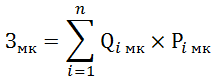 З_мк = ∑_{i=1}^{n} Q_{i мк} × P_{i мк}